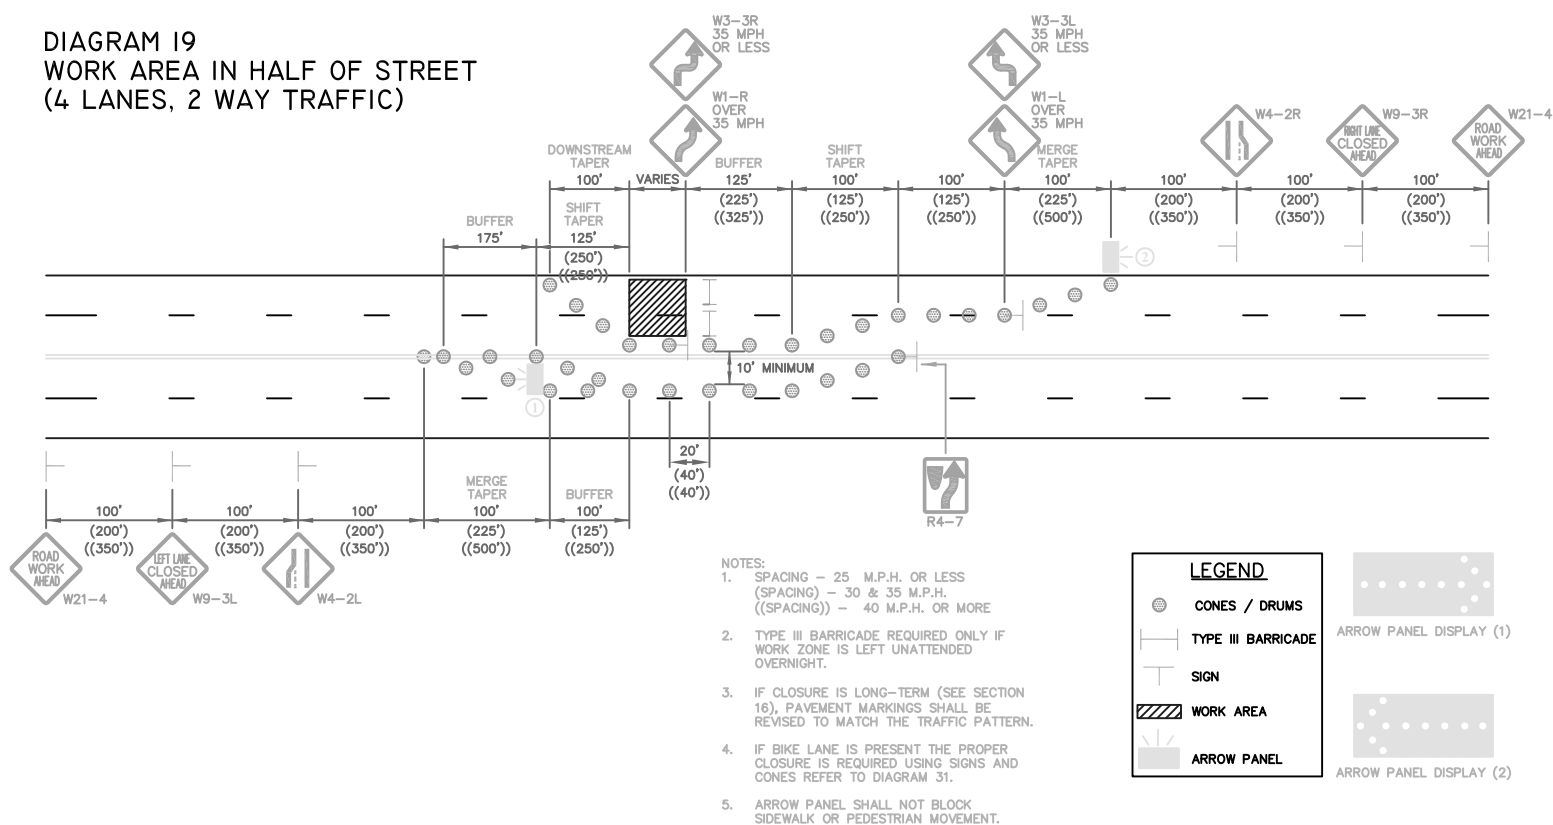 DIAGRAM 19
WORK AREA IN HALF OF STREET
(4 LANES, 2 WAY TRAFFIC)
W3-3R
35 MPH
OR LESS
W1-R
OVER
35 MPH
W3-3L
35 MPH
OR LESS
W1-L
OVER
35 MPH
W4-2R
W9-3R
RIGHT LANE
CLOSED
AHEAD
W21-4
ROAD
WORK
AHEAD
DOWNSTREAM
TAPER
100'
VARIES
BUFFER
125'
(225')
((325'))
SHIFT
TAPER
100'
(125')
((250'))
100'
(125')
((250'))
MERGE
TAPER
100'
(225')
((500'))
100'
(200')
((350'))
100'
(200')
((350'))
100'
(200')
((350'))
BUFFER
175'
SHIFT
TAPER
125'
(250')
((250'))
2
10' MINIMUM
1
20'
(40')
((40'))
R4-7
100'
(200')
((350'))
100'
(200')
((350'))
100'
(200')
((350'))
MERGE
TAPER
100'
(225')
((500'))
BUFFER
100'
(125')
((250'))
ROAD
WORK
AHEAD
W21-4
LEFT LANE
CLOSED
AHEAD
W9-3L
W4-2L
NOTES:
1. SPACING - 25 M.P.H. OR LESS
(SPACING) - 30 & 35 M.P.H.
((SPACING)) - 40 M.P.H. OR MORE
2. TYPE III BARRICADE REQUIRED ONLY IF
WORK ZONE IS LEFT UNATTENDED
OVERNIGHT.
3. IF CLOSURE IS LONG-TERM (SEE SECTION
16), PAVEMENT MARKINGS SHALL BE
REVISED TO MATCH THE TRAFFIC PATTERN.
4. IF BIKE LANE IS PRESENT THE PROPER
CLOSURE IS REQUIRED USING SIGNS AND
CONES REFER TO DIAGRAM 31.
5. ARROW PANEL SHALL NOT BLOCK
SIDEWALK OR PEDESTRIAN MOVEMENT.
LEGEND
CONES / DRUMS
TYPE III BARRICADE
SIGN
WORK AREA
ARROW PANEL
ARROW PANEL DISPLAY (1)
ARROW PANEL DISPLAY (2)